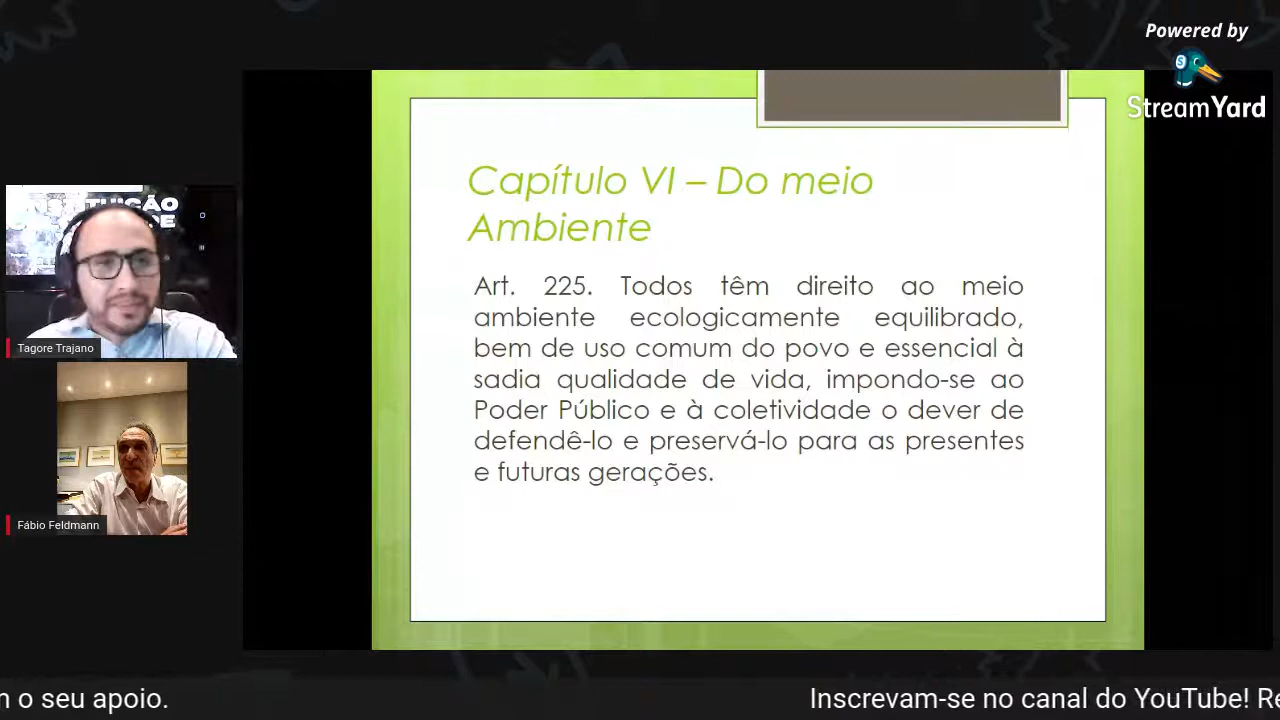 Powered by
StreamYard
Capítulo VI – Do meio
Ambiente
Art. 225. Todos têm direito ao meio
ambiente ecologicamente equilibrado,
bem de uso comum do povo e essencial à
sadia qualidade de vida, impondo-se ao
Poder Público e à coletividade o dever de
defendê-lo e preservá-lo para as presentes
e futuras gerações.
Tagore Trajano
Fábio Feldmann
o seu apoio.
Inscrevam-se no canal do YouTube!